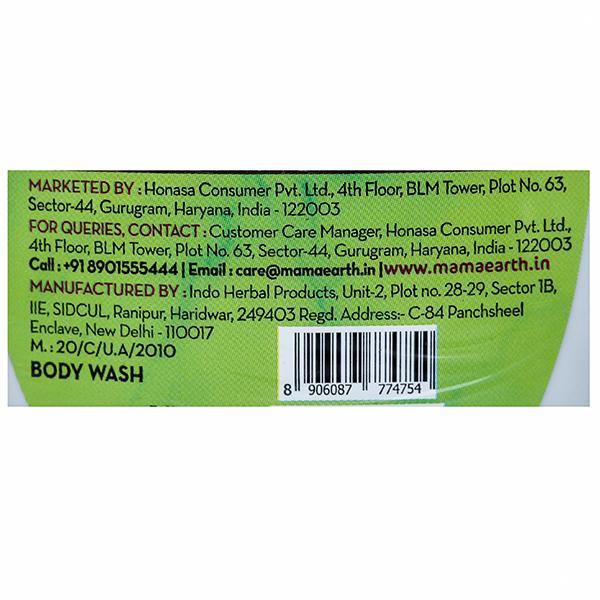 MARKETED BY : Honasa Consumer Pvt. Ltd., 4th Floor, BLM Tower, Plot No. 63,
Sector-44, Gurugram, Haryana, India - 122003
FOR QUERIES, CONTACT : Customer Care Manager, Honasa Consumer Pvt. Ltd.,
4th Floor, BLM Tower, Plot No. 63, Sector-44, Gurugram, Haryana, India - 122003
Call : +91 8901555444 | Email : care@mamaearth.in | www.mamaearth.in
MANUFACTURED BY : Indo Herbal Products, Unit-2, Plot no. 28-29, Sector 1B,
IIE, SIDCUL, Ranipur, Haridwar, 249403 Regd. Address:- C-84 Panchsheel
Enclave, New Delhi - 110017
M. : 20/C/U.A/2010
BODY WASH
8 906087 774754